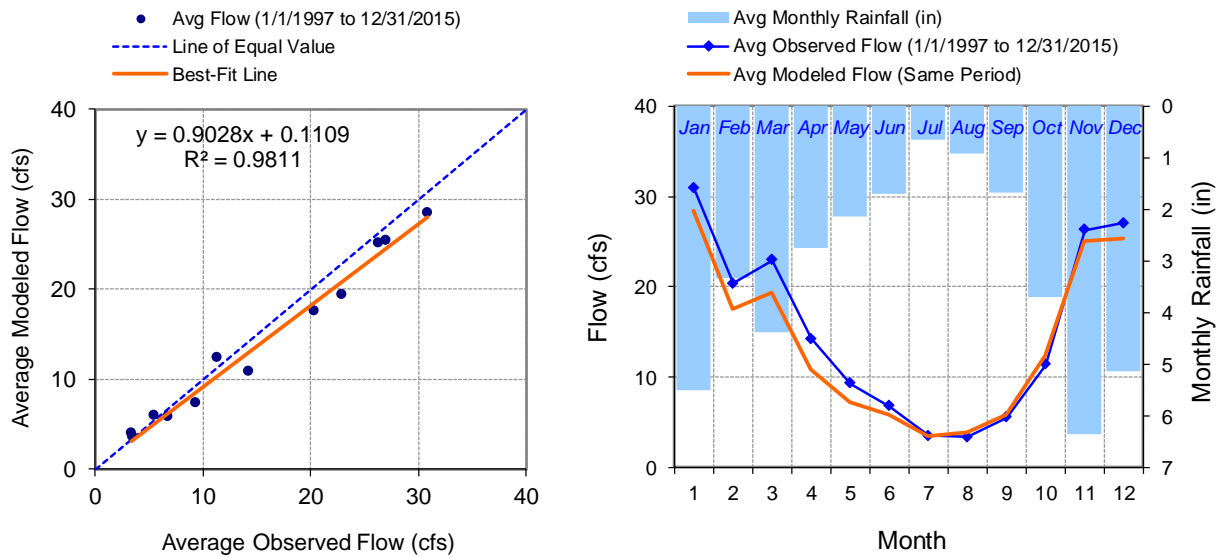 Avg Flow (1/1/1997 to 12/31/2015)
Line of Equal Value
Best-Fit Line
y = 0.9028x + 0.1109
R² = 0.9811
40
30
20
10
0
0 10 20 30 40
Average Modeled Flow (cfs)
Average Observed Flow (cfs)
Avg Monthly Rainfall (in)
Avg Observed Flow (1/1/1997 to 12/31/2015)
Avg Modeled Flow (Same Period)
Jan Feb Mar Apr May Jun Jul Aug Sep Oct Nov Dec
40
30
20
10
0
Flow (cfs)
0
1
2
3
4
5
6
7
Monthly Rainfall (in)
1 2 3 4 5 6 7 8 9 10 11 12
Month